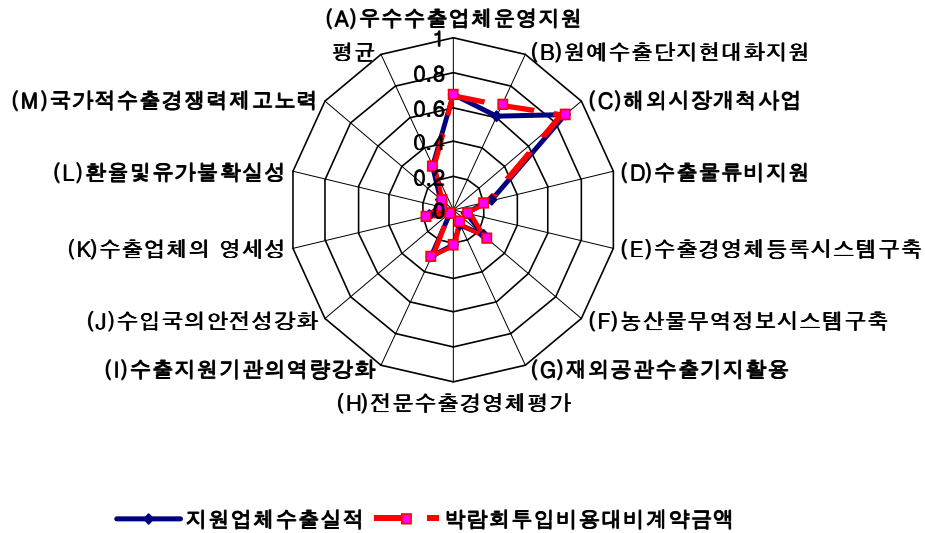 (A)우수수출업체운영지원
평균
(B)원예수출단지현대화지원
(M)국가적수출경쟁력제고노력
(C)해외시장개척사업
(L)환율및유가불확실성
(D)수출물류비지원
(K)수출업체의 영세성
(E)수출경영체등록시스템구축
(J)수입국의안전성강화
(F)농산물무역정보시스템구축
(I)수출지원기관의역량강화
(G)재외공관수출기지활용
(H)전문수출경영체평가
1
0.8
0.6
0.4
0.2
0
지원업체수출실적
박람회투입비용대비계약금액